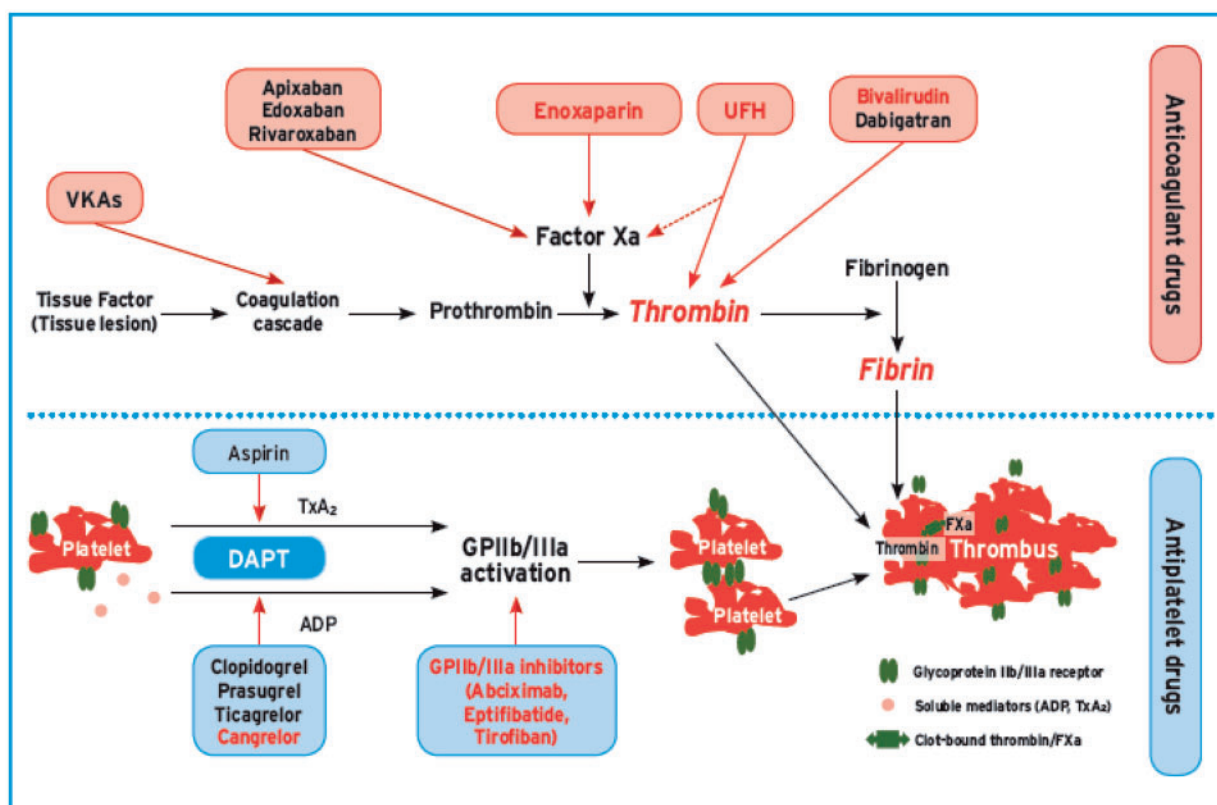 Apixaban
Edoxaban
Rivaroxaban
Enoxaparin
UFH
Bivalirudin
Dabigatran
Anticoagulant drugs
VKAs
Factor Xa
Fibrinogen
Tissue Factor
(Tissue lesion)
Coagulation
cascade
Prothrombin
Thrombin
Fibrin
Aspirin
TxA₂
Platelet
DAPT
GPIIb/IIIa
activation
ADP
Clopidogrel
Prasugrel
Ticagrelor
Cangrelor
GPIIb/IIIa inhibitors
(Abciximab,
Eptifibatide,
Tirofiban)
Platelet
Platelet
FXa
Thrombin
Thrombus
Glycoprotein IIb/IIIa receptor
Soluble mediators (ADP, TxA₂)
Clot-bound thrombin/FXa
Antiplatelet drugs